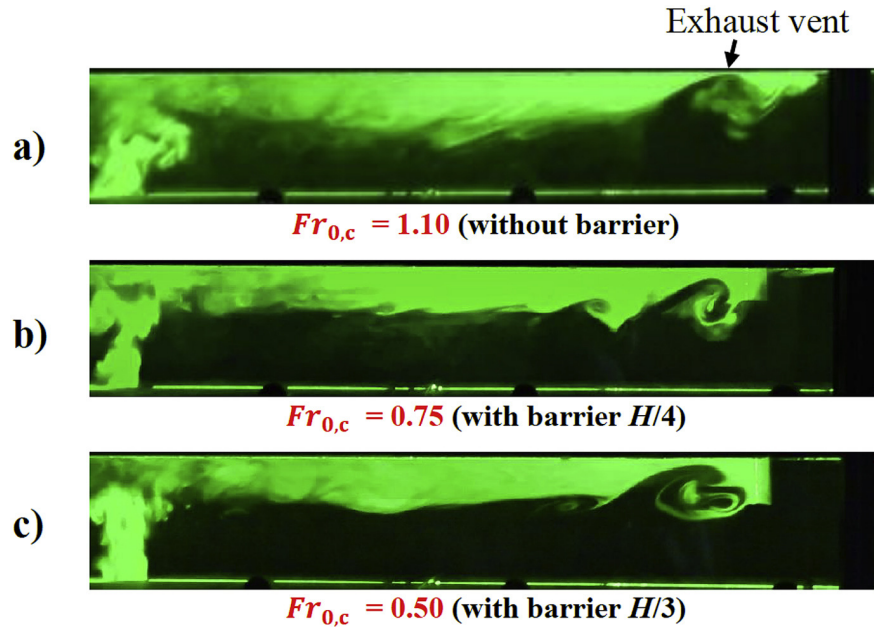 Exhaust vent
a)
Fr0,c = 1.10 (without barrier)
b)
Fr0,c = 0.75 (with barrier H/4)
c)
Fr0,c = 0.50 (with barrier H/3)